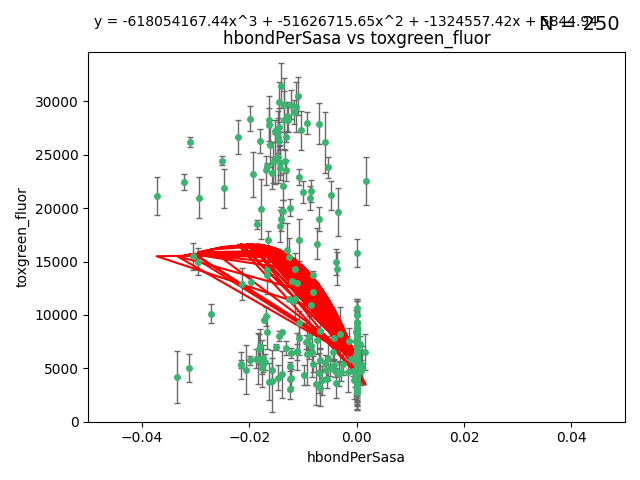 y = -618054167.44x^3 + -51626715.65x^2 + -1324557.42x + 5844.94
N = 250
hbondPerSasa vs toxgreen_fluor
toxgreen_fluor
30000
25000
20000
15000
10000
5000
0
−0.04
−0.02
0.00
0.02
0.04
hbondPerSasa